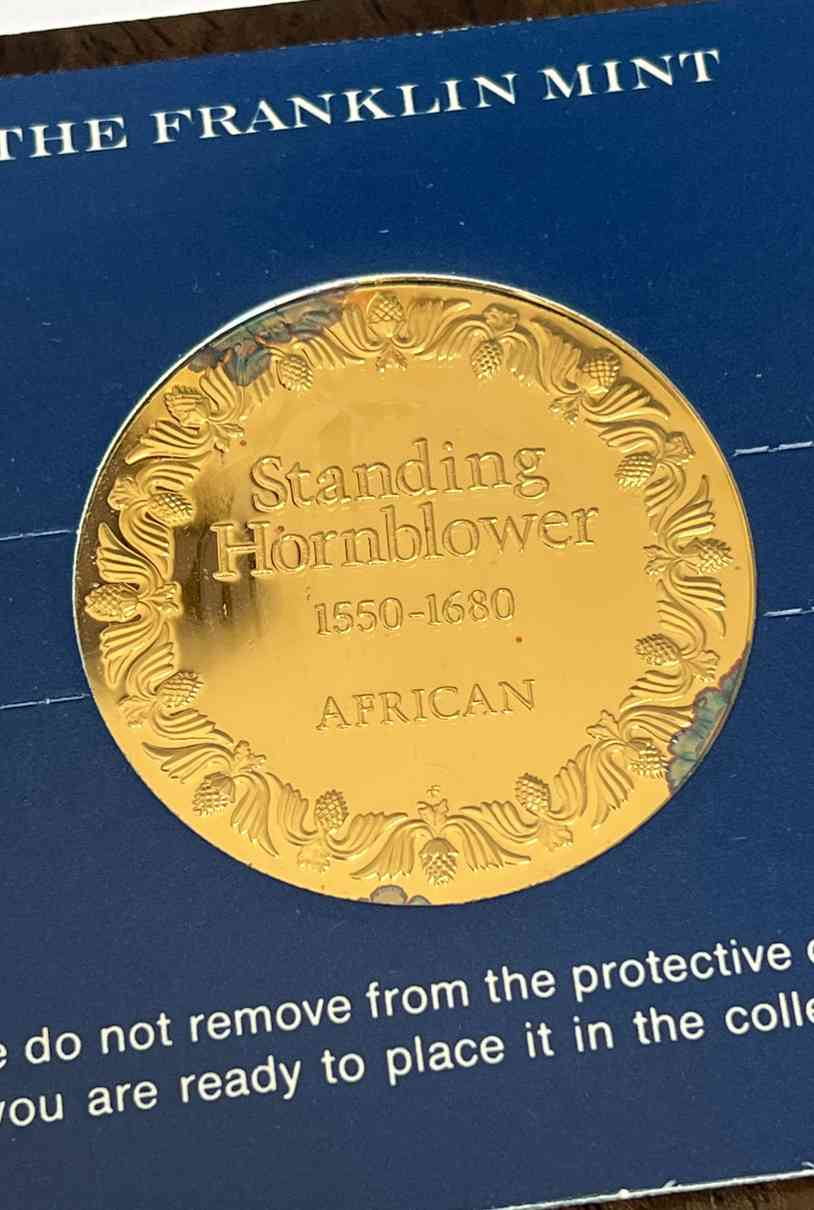 THE FRANKLIN MINT
Standing
Hornblower
1550-1680
AFRICAN
do not remove from the protective
you are ready to place it in the